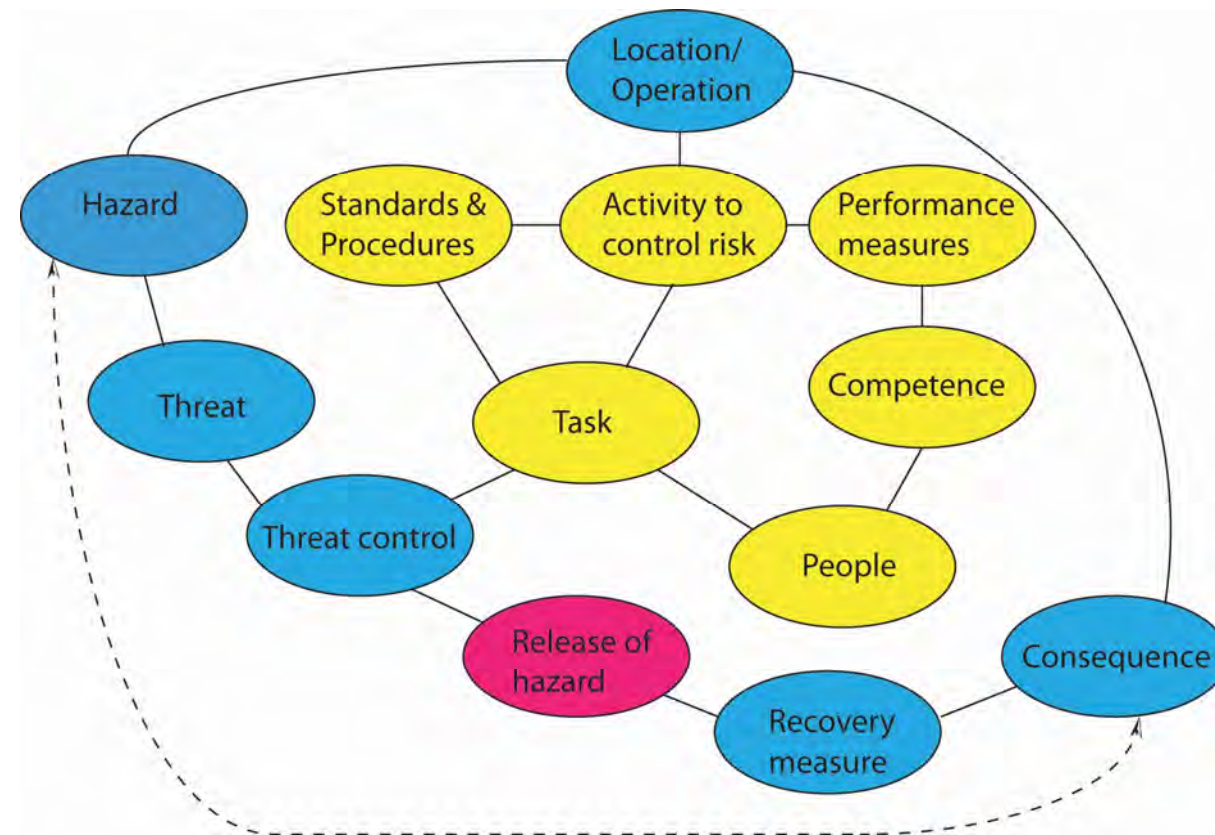 Location/
Operation
Hazard
Standards &
Procedures
Activity to
control risk
Performance
measures
Threat
Task
Competence
Threat control
People
Release of
hazard
Consequence
Recovery
measure